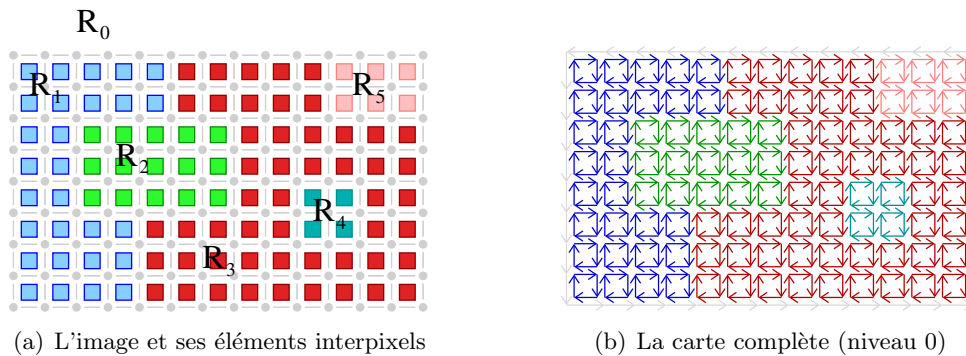 R0
R1
R5
R2
R4
R3
(a) L'image et ses éléments interpixels
(b) La carte complète (niveau 0)